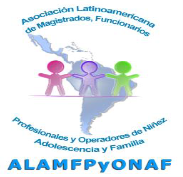 Asociación Latinoamericana
de Magistrados, Funcionarios
Profesionales y Operadores de Niñez
Adolescencia y Familia
ALAMFPyONAF